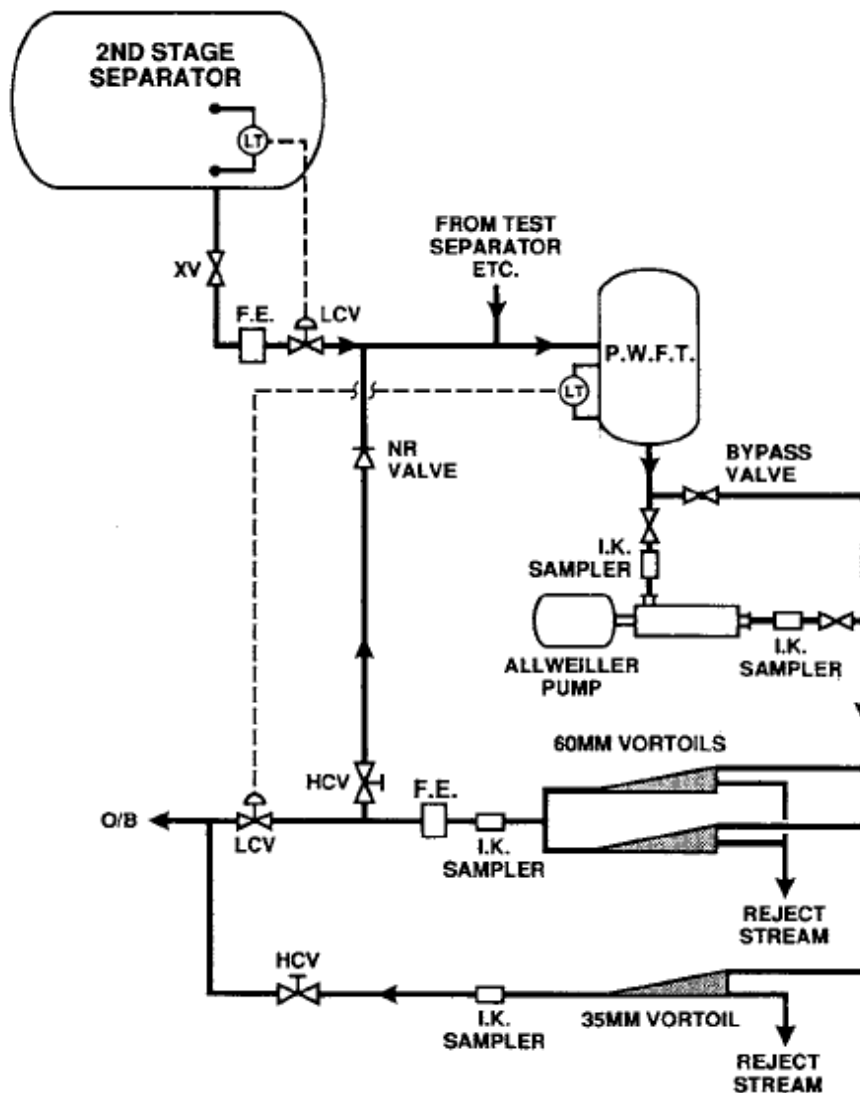 2ND STAGE
SEPARATOR
LT
XV
F.E.
LCV
FROM TEST
SEPARATOR
ETC.
P.W.F.T.
LT
NR
VALVE
BYPASS
VALVE
I.K.
SAMPLER
ALLWEILLER
PUMP
I.K.
SAMPLER
60MM VORTOILS
HCV
F.E.
O/B
LCV
I.K.
SAMPLER
REJECT
STREAM
HCV
I.K.
SAMPLER
35MM VORTOIL
REJECT
STREAM